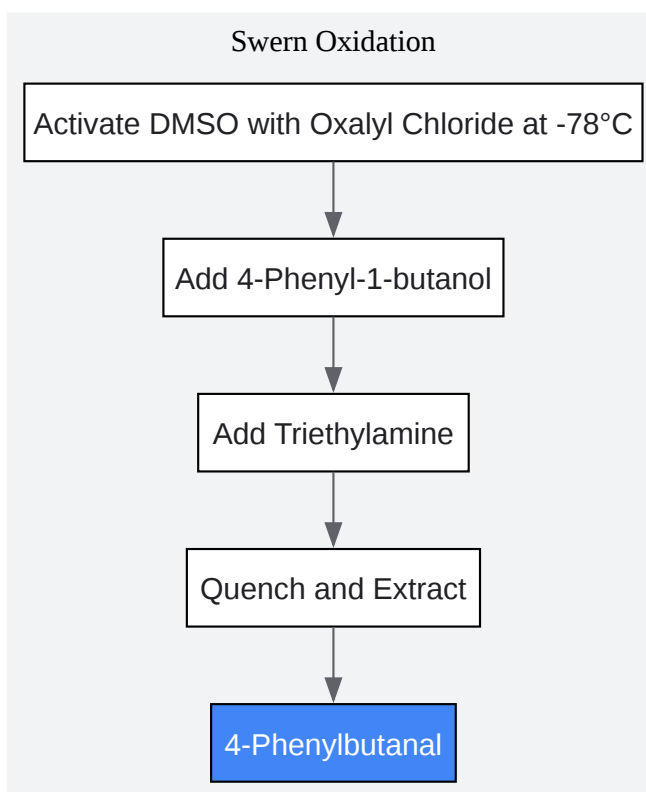 Swern Oxidation
Activate DMSO with Oxalyl Chloride at -78°C
Add 4-Phenyl-1-butanol
Add Triethylamine
Quench and Extract
4-Phenylbutanal